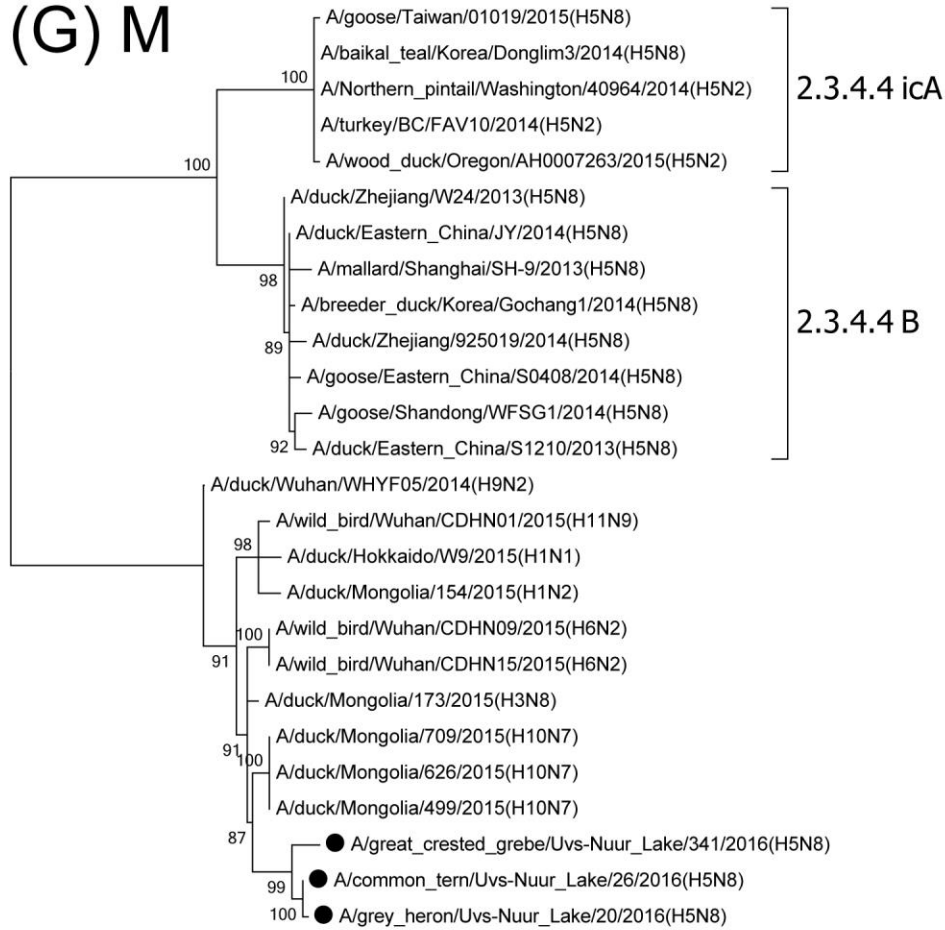 (G) M
A/goose/Taiwan/01019/2015(H5N8)
A/baikal_teal/Korea/Donglim3/2014(H5N8)
100
A/Northern_pintail/Washington/40964/2014(H5N2)
2.3.4.4 icA
A/turkey/BC/FAV10/2014(H5N2)
A/wood_duck/Oregon/AH0007263/2015(H5N2)
100
A/duck/Zhejiang/W24/2013(H5N8)
A/duck/Eastern_China/JY/2014(H5N8)
A/mallard/Shanghai/SH-9/2013(H5N8)
98
A/breeder_duck/Korea/Gochang1/2014(H5N8)
2.3.4.4 B
A/duck/Zhejiang/925019/2014(H5N8)
89
A/goose/Eastern_China/S0408/2014(H5N8)
A/goose/Shandong/WFSG1/2014(H5N8)
92
A/duck/Eastern_China/S1210/2013(H5N8)
A/duck/Wuhan/WHYF05/2014(H9N2)
A/wild_bird/Wuhan/CDHN01/2015(H11N9)
98
A/duck/Hokkaido/W9/2015(H1N1)
A/duck/Mongolia/154/2015(H1N2)
A/wild_bird/Wuhan/CDHN09/2015(H6N2)
100
A/wild_bird/Wuhan/CDHN15/2015(H6N2)
91
A/duck/Mongolia/173/2015(H3N8)
A/duck/Mongolia/709/2015(H10N7)
91
100
A/duck/Mongolia/626/2015(H10N7)
A/duck/Mongolia/499/2015(H10N7)
87
A/great_crested_grebe/Uvs-Nuur_Lake/341/2016(H5N8)
A/common_tern/Uvs-Nuur_Lake/26/2016(H5N8)
99
A/grey_heron/Uvs-Nuur_Lake/20/2016(H5N8)
100